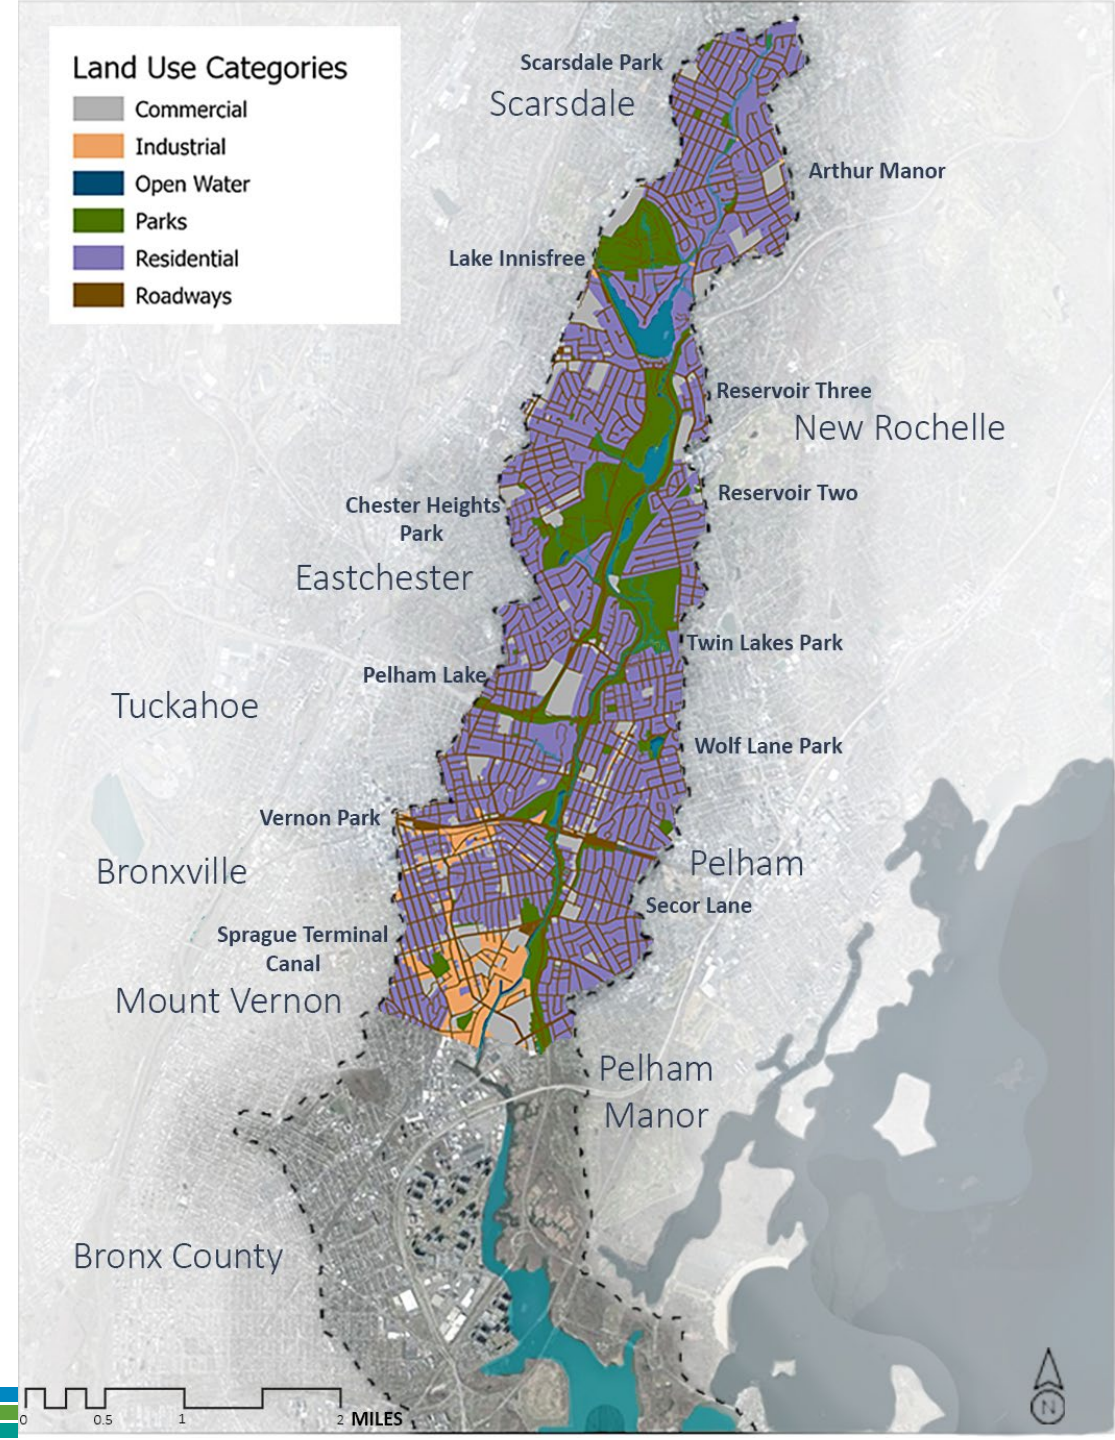 Land Use Categories
Commercial
Industrial
Open Water
Parks
Residential
Roadways
Scarsdale Park
Scarsdale
Arthur Manor
Lake Innisfree
Reservoir Three
New Rochelle
Reservoir Two
Chester Heights
Park
Eastchester
Twin Lakes Park
Pelham Lake
Tuckahoe
Wolf Lane Park
Vernon Park
Bronxville
Pelham
Secor Lane
Sprague Terminal
Canal
Mount Vernon
Pelham
Manor
Bronx County
0 0.5 1 2 MILES
N